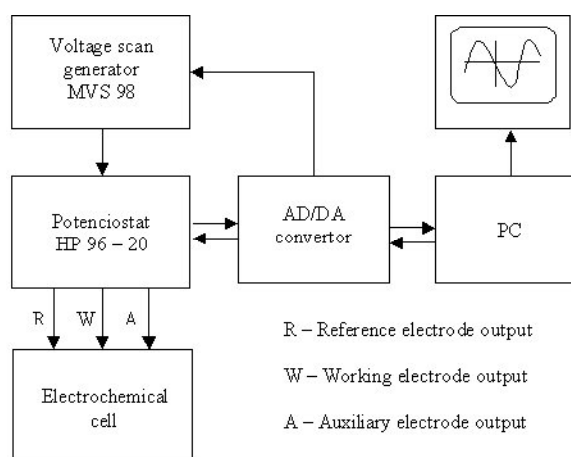 Voltage scan
generator
MVS 98
Potenciostat
HP 96 – 20
AD/DA
convertor
PC
R
W
A
Electrochemical
cell
R – Reference electrode output
W – Working electrode output
A – Auxiliary electrode output